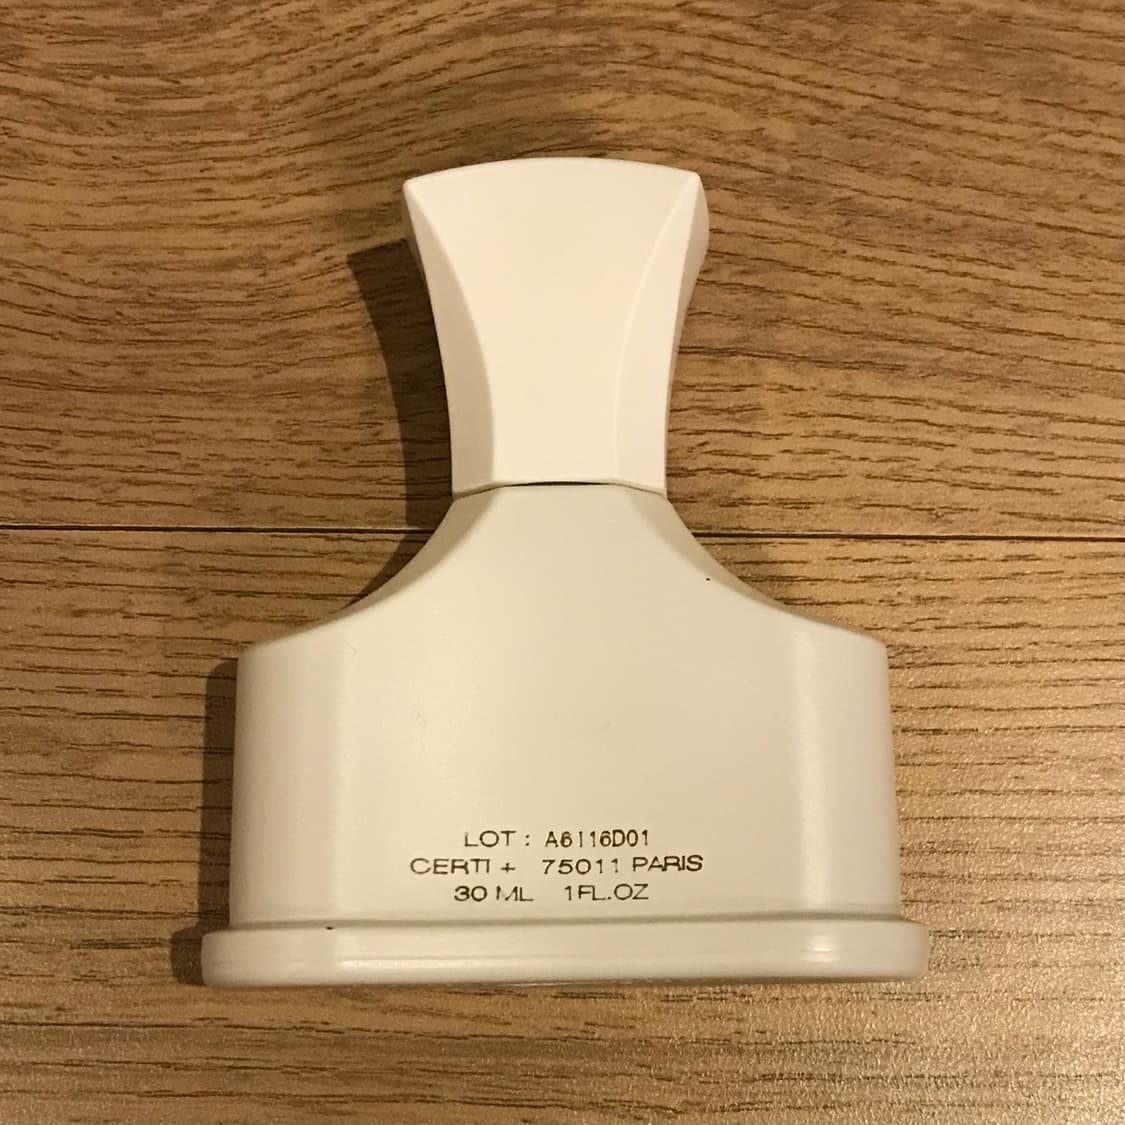 LOT : A6116D01
CERTI + 75011 PARIS
30 ML 1FL.OZ